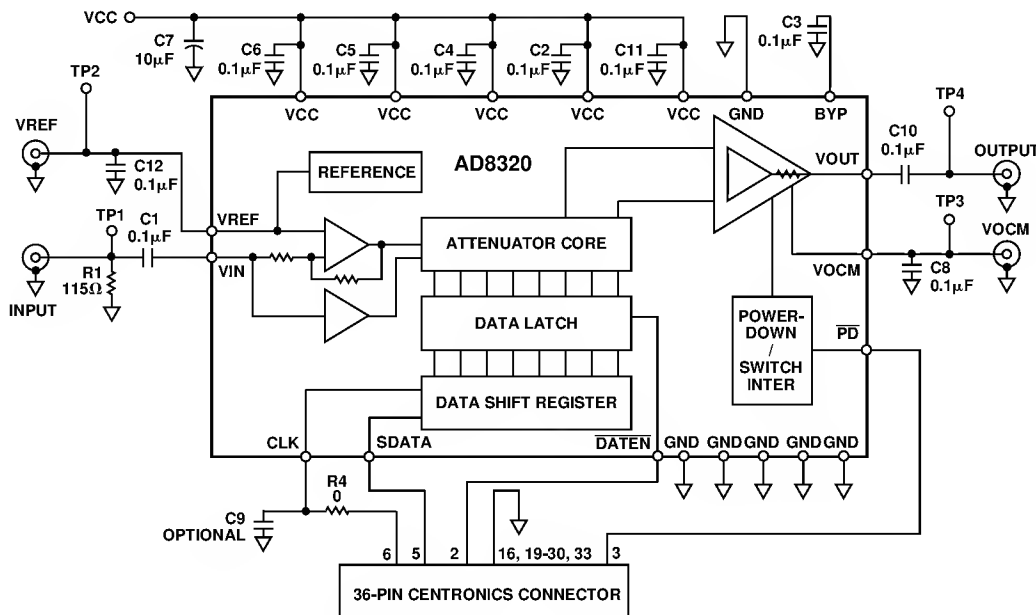 VCC
C7
10µF
C6
0.1µF
C5
0.1µF
C4
0.1µF
C2
0.1µF
C11
0.1µF
C3
0.1µF
TP2
VREF
C12
0.1µF
VCC
VCC
VCC
VCC
VCC
GND
BYP
AD8320
REFERENCE
TP4
C10
0.1µF
VOUT
OUTPUT
TP1
C1
0.1µF
VREF
VIN
R1
115Ω
INPUT
ATTENUATOR CORE
TP3
VOCM
VOCM
C8
0.1µF
DATA LATCH
POWER-
DOWN
/
SWITCH
INTER
PD
DATA SHIFT REGISTER
CLK
SDATA
DATEN
GND
GND
GND
GND
GND
R4
0
C9
OPTIONAL
6
5
2
16, 19-30, 33
3
36-PIN CENTRONICS CONNECTOR